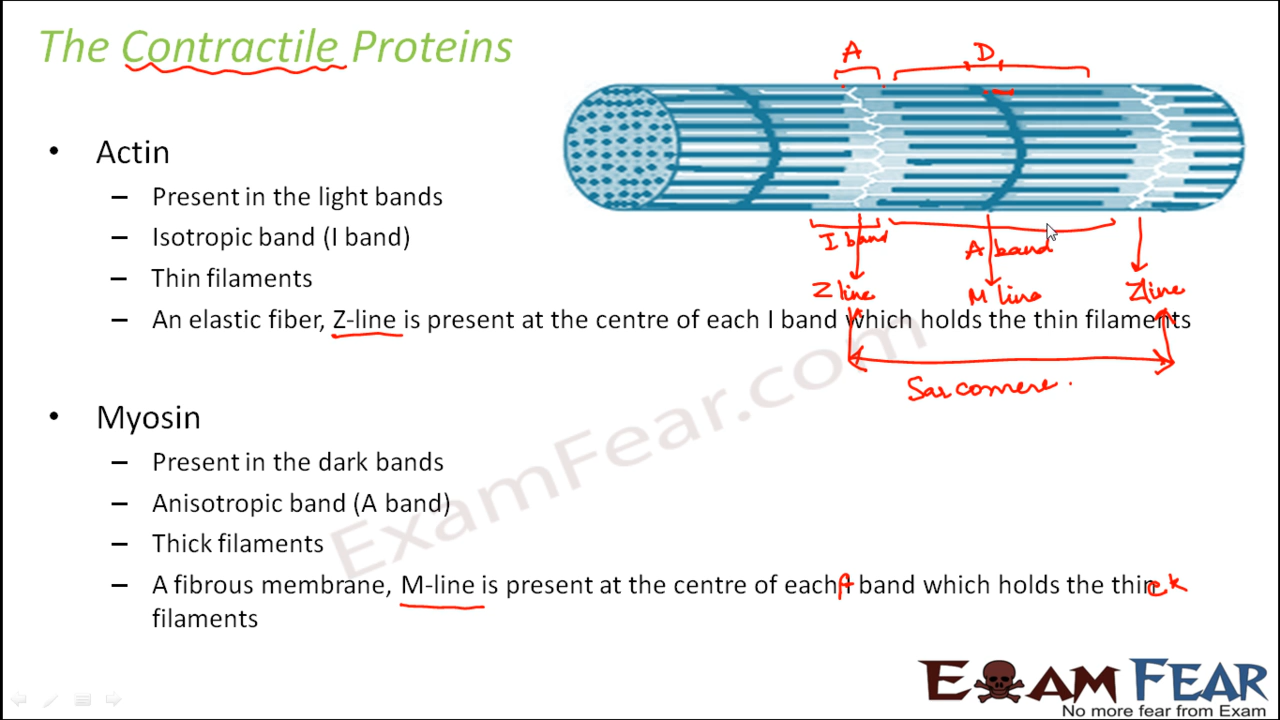 The Contractile Proteins
A
D
• Actin
– Present in the light bands
– Isotropic band (I band)
– Thin filaments
– An elastic fiber, Z-line is present at the centre of each I band which holds the thin filaments
I band
A band
Z line
M line
Z line
Sarcomere.
• Myosin
– Present in the dark bands
– Anisotropic band (A band)
– Thick filaments
– A fibrous membrane, M-line is present at the centre of each A band which holds the thick
filaments
ExamFear.com
EXAM FEAR
No more fear from Exam